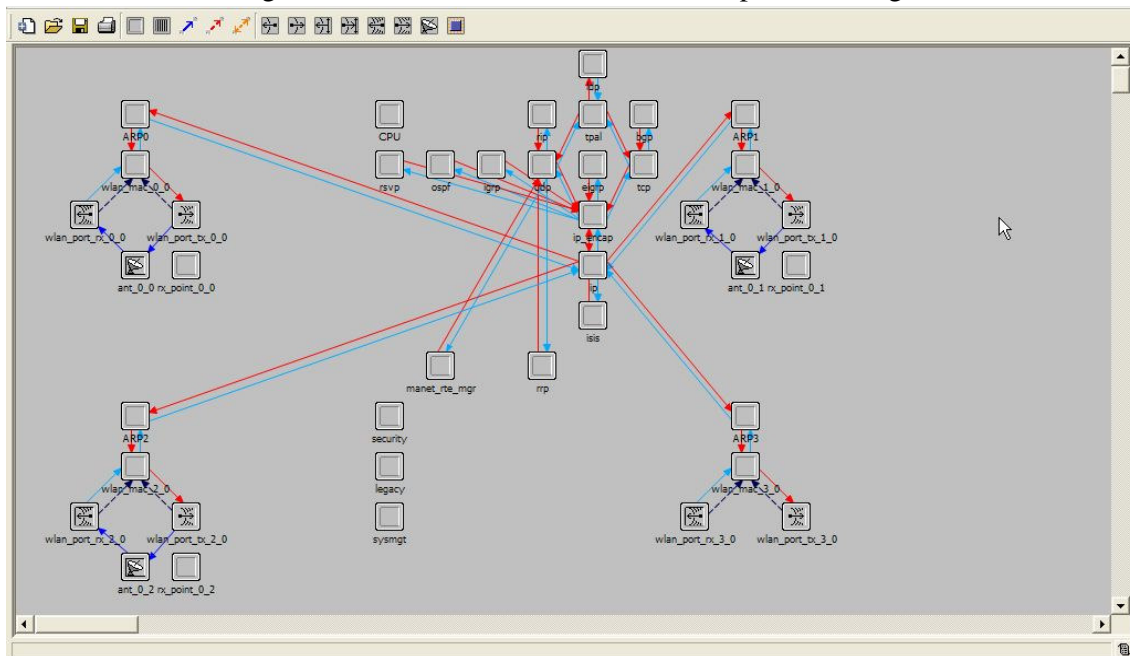 dp
ARP0
CPU
rip
tpal
bgp
ARP1
wlan_mac_0_0
rsvp
ospf
igrp
udp
eigrp
tcp
wlan_mac_1_0
wlan_port_rx_0_0
wlan_port_tx_0_0
ip_encap
wlan_port_rx_1_0
wlan_port_tx_1_0
ant_0_0
rx_point_0_0
ip
ant_0_1
rx_point_0_1
isis
manet_rte_mgr
rrp
ARP2
security
ARP3
wlan_mac_2_0
legacy
wlan_mac_3_0
wlan_port_rx_2_0
wlan_port_tx_2_0
sysmgt
wlan_port_rx_3_0
wlan_port_tx_3_0
ant_0_2
rx_point_0_2